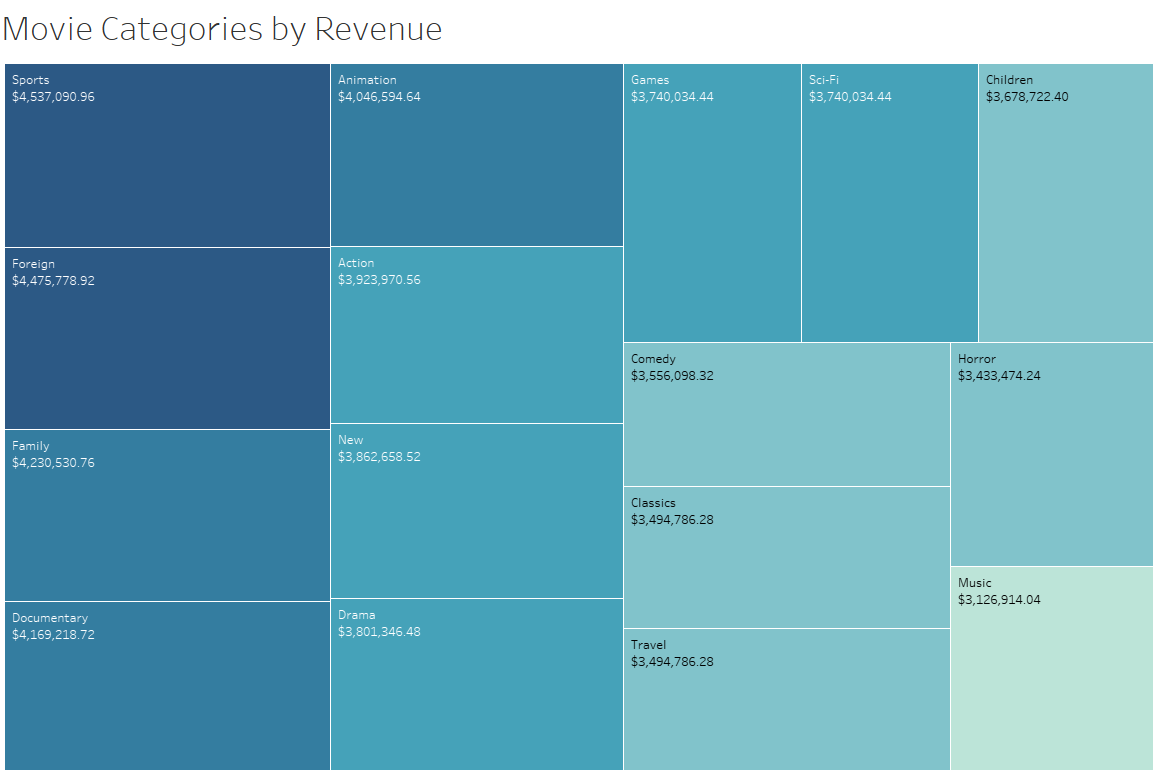 Movie Categories by Revenue
Sports
$4,537,090.96
Foreign
$4,475,778.92
Family
$4,230,530.76
Documentary
$4,169,218.72
Animation
$4,046,594.64
Action
$3,923,970.56
New
$3,862,658.52
Drama
$3,801,346.48
Games
$3,740,034.44
Sci-Fi
$3,740,034.44
Children
$3,678,722.40
Comedy
$3,556,098.32
Classics
$3,494,786.28
Travel
$3,494,786.28
Horror
$3,433,474.24
Music
$3,126,914.04